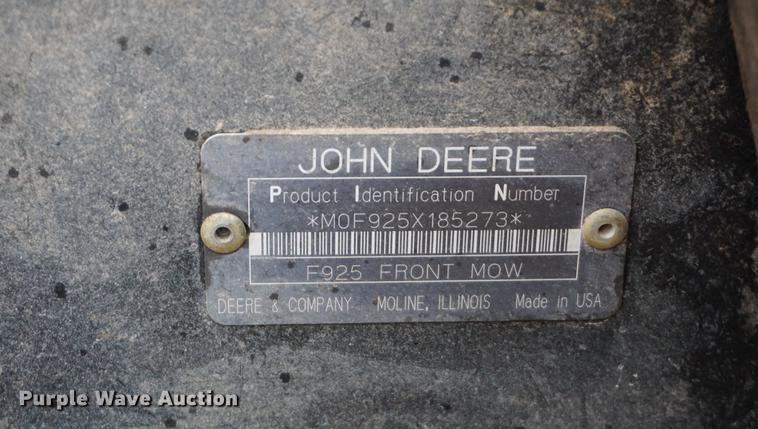 JOHN DEERE
Product Identification Number
*M0F925X185273*
F925 FRONT MOW
DEERE & COMPANY MOLINE, ILLINOIS Made in USA
Purple Wave Auction